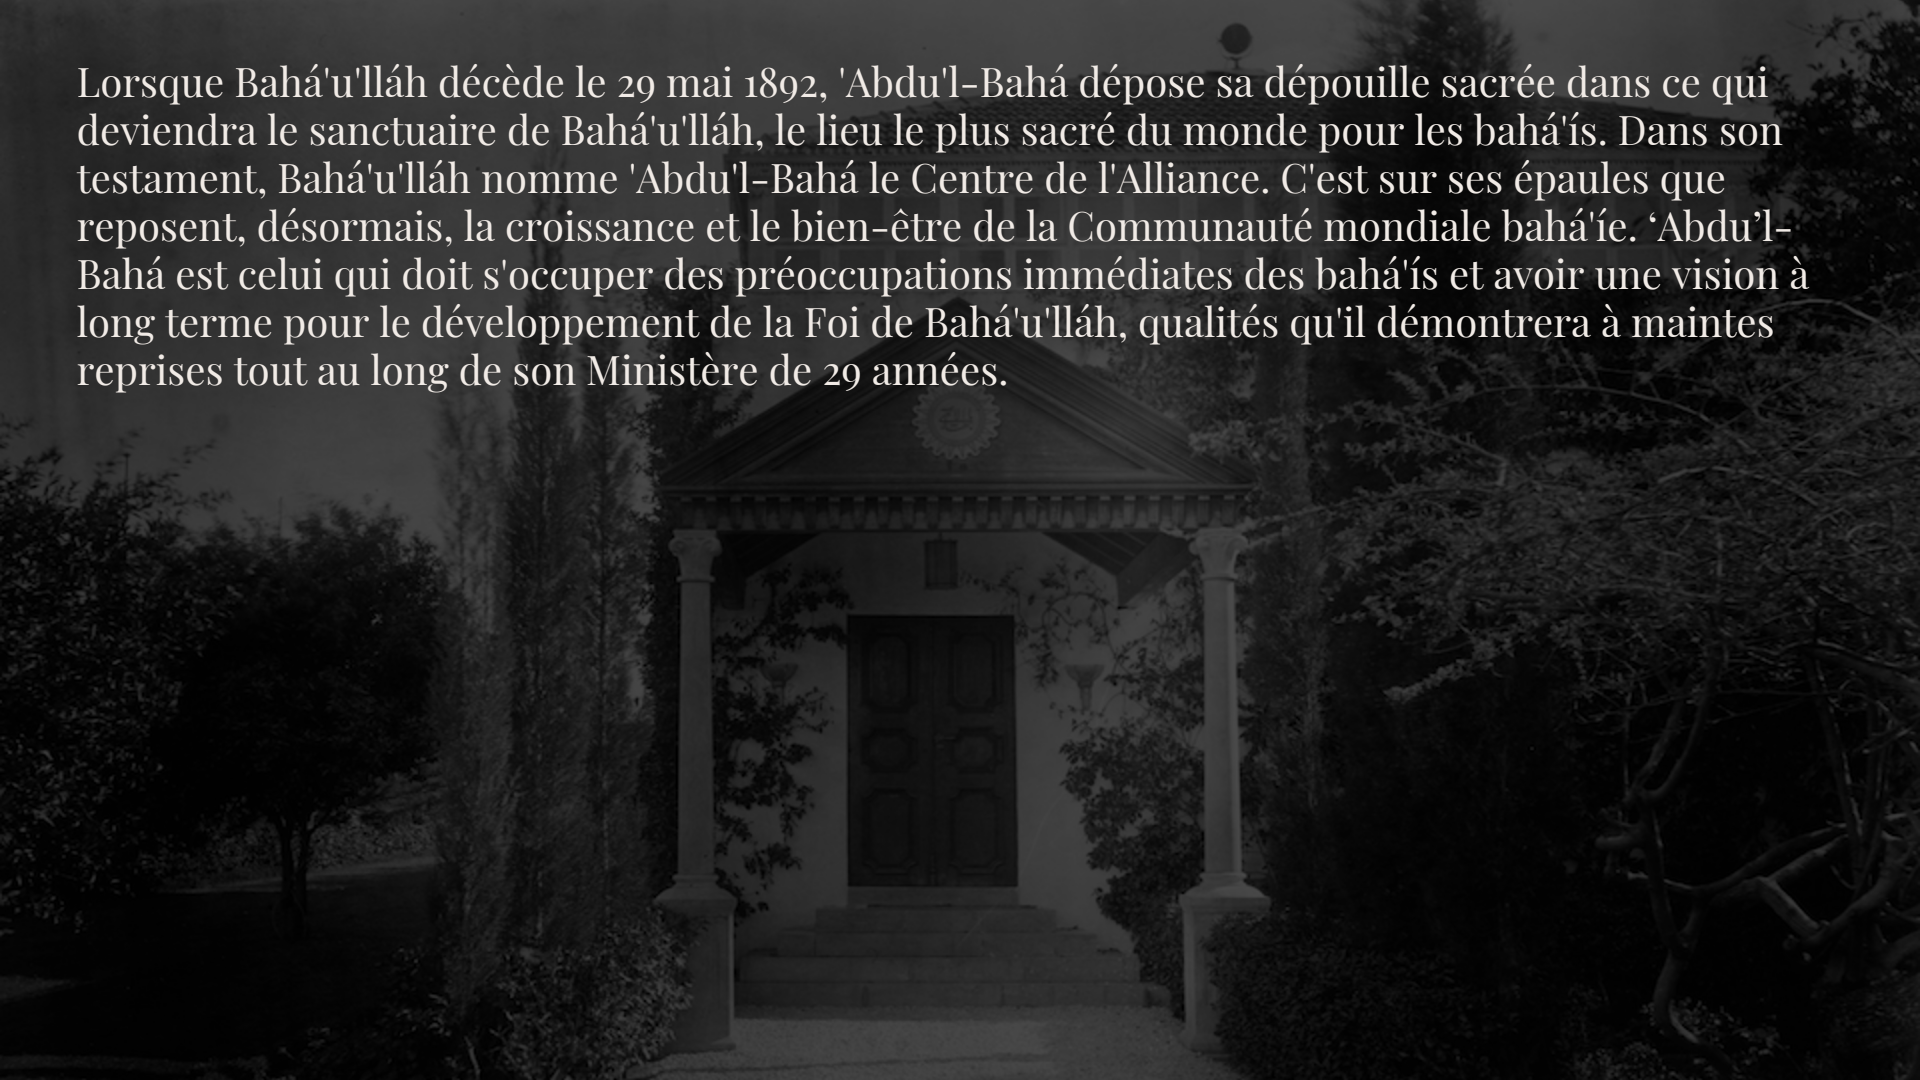 Lorsque Bahá'u'lláh décède le 29 mai 1892, 'Abdu'l-Bahá dépose sa dépouille sacrée dans ce qui
deviendra le sanctuaire de Bahá'u'lláh, le lieu le plus sacré du monde pour les bahá'ís. Dans son
testament, Bahá'u'lláh nomme 'Abdu'l-Bahá le Centre de l'Alliance. C'est sur ses épaules que
reposent, désormais, la croissance et le bien-être de la Communauté mondiale bahá'íe. ‘Abdu’l-
Bahá est celui qui doit s'occuper des préoccupations immédiates des bahá'ís et avoir une vision à
long terme pour le développement de la Foi de Bahá'u'lláh, qualités qu'il démontrera à maintes
reprises tout au long de son Ministère de 29 années.